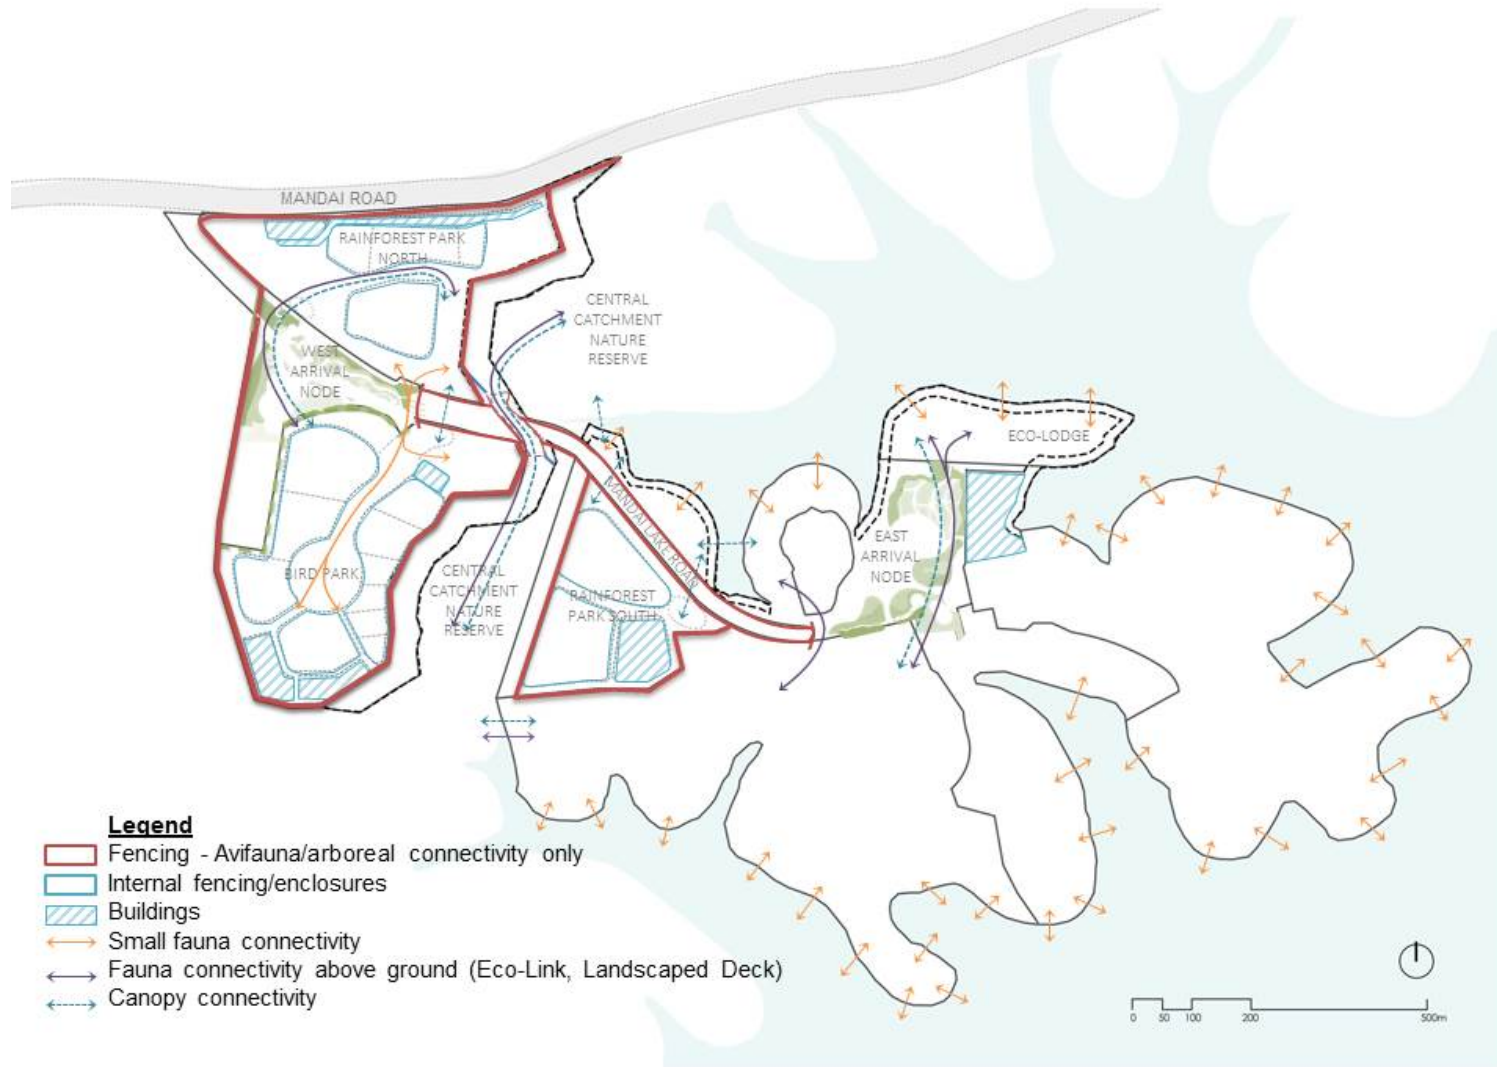 MANDAI ROAD
RAINFOREST PARK
NORTH
CENTRAL
CATCHMENT
NATURE
RESERVE
WEST
ARRIVAL
NODE
ECO-LODGE
MANDAI LAKE ROAD
EAST
ARRIVAL
NODE
BIRD PARK
CENTRAL
CATCHMENT
NATURE
RESERVE
RAINFOREST
PARK SOUTH
Legend
Fencing - Avifauna/arboreal connectivity only
Internal fencing/enclosures
Buildings
Small fauna connectivity
Fauna connectivity above ground (Eco-Link, Landscaped Deck)
Canopy connectivity
0 50 100 200 500m